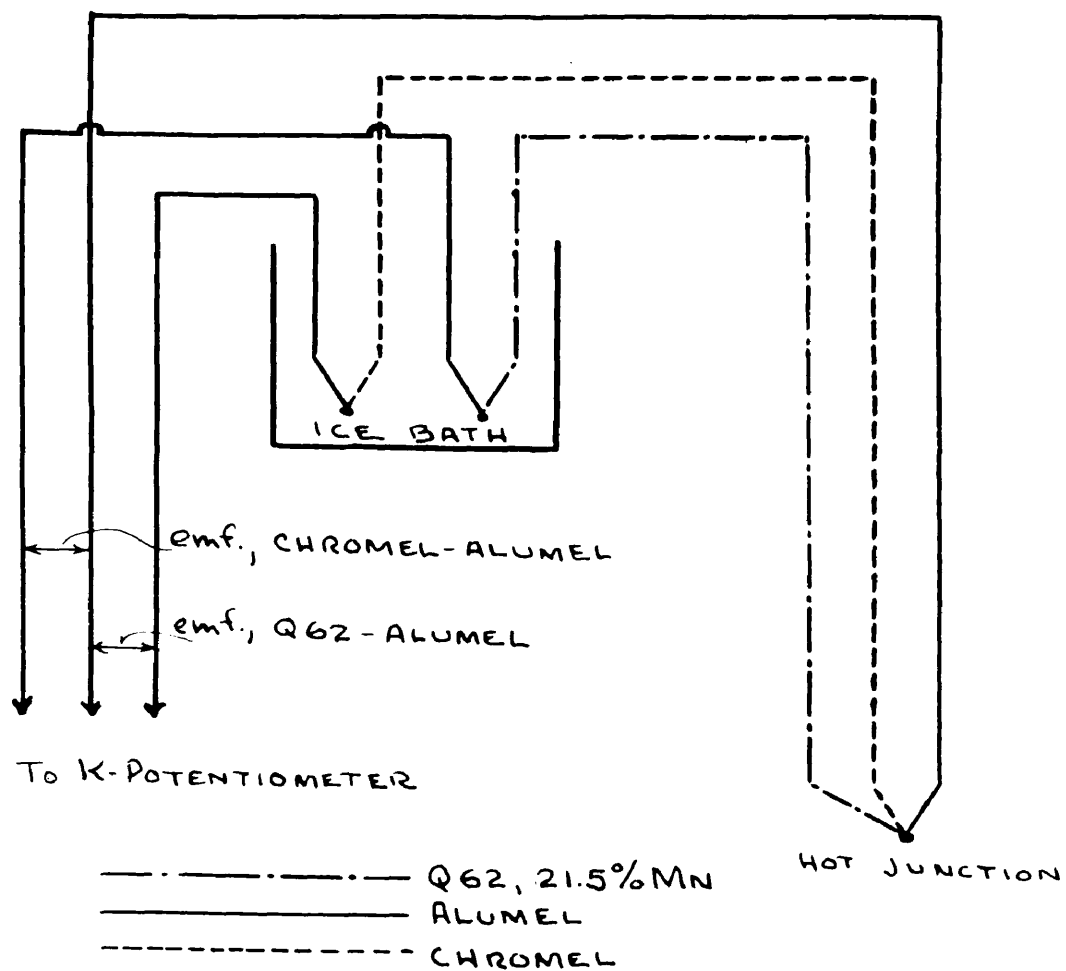 ICE BATH
emf., CHROMEL-ALUMEL
emf., Q62-ALUMEL
To K-POTENTIOMETER
HOT JUNCTION
Q62, 21.5% MN
ALUMEL
CHROMEL